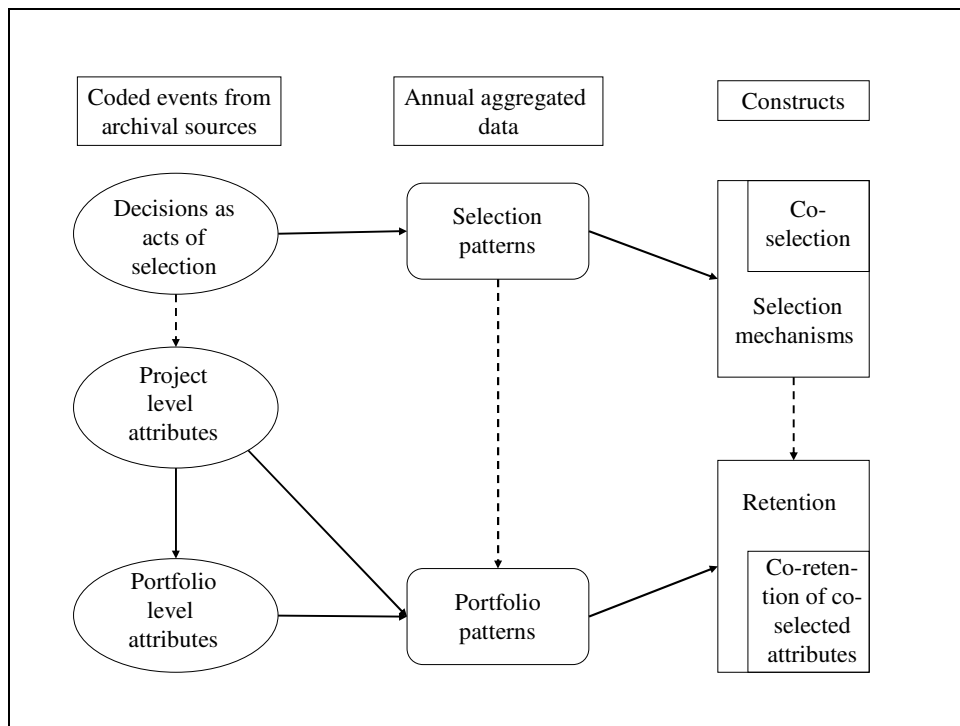 Coded events from
archival sources
Annual aggregated
data
Constructs
Decisions as
acts of
selection
Selection
patterns
Co-
selection
Selection
mechanisms
Project
level
attributes
Retention
Portfolio
level
attributes
Portfolio
patterns
Co-reten-
tion of co-
selected
attributes